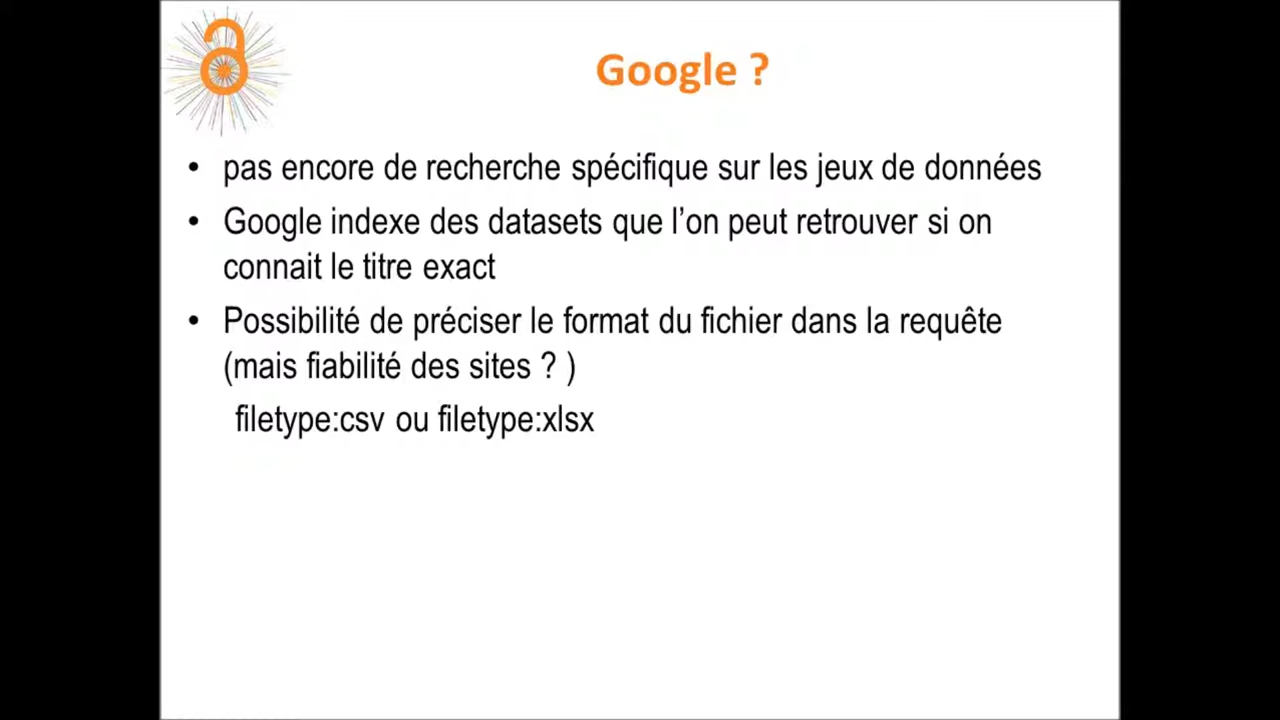 Google ?
• pas encore de recherche spécifique sur les jeux de données
• Google indexe des datasets que l’on peut retrouver si on
connait le titre exact
• Possibilité de préciser le format du fichier dans la requête
(mais fiabilité des sites ? )
filetype:csv ou filetype:xlsx